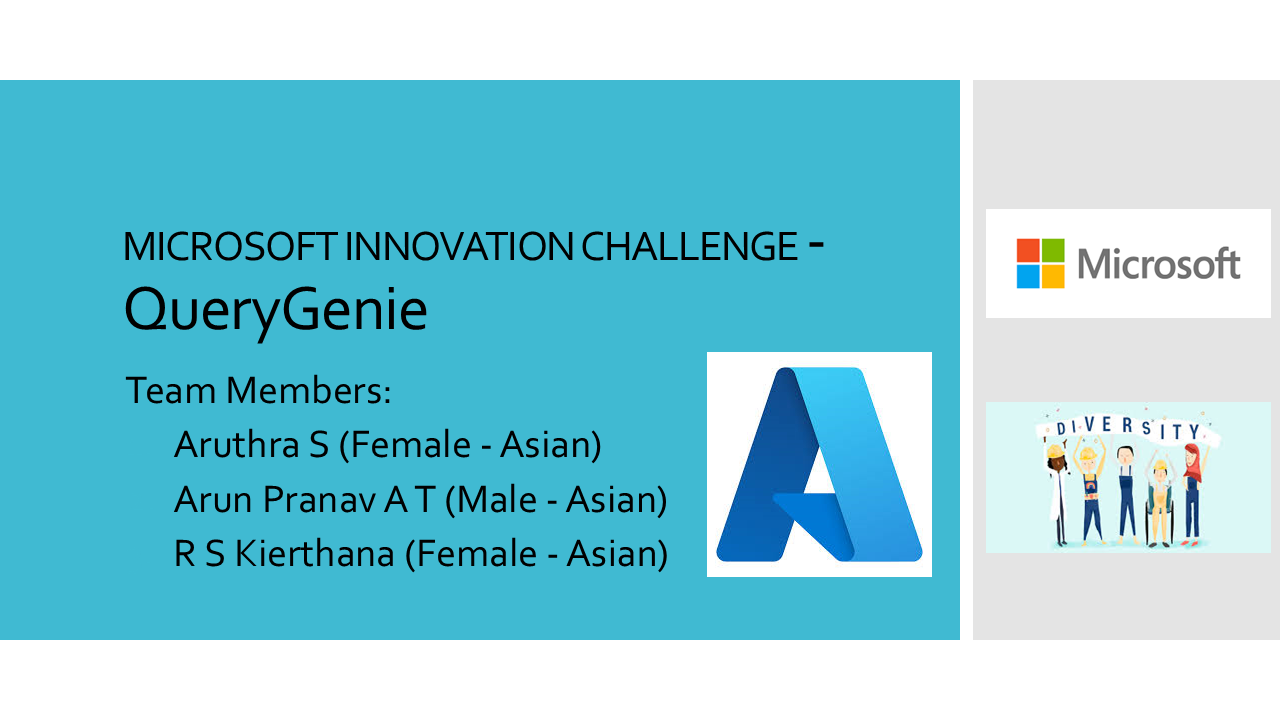 MICROSOFT INNOVATION CHALLENGE -
QueryGenie
Team Members:
Aruthra S (Female - Asian)
Arun Pranav A T (Male - Asian)
R S Kierthana (Female - Asian)
Microsoft
DIVERSITY